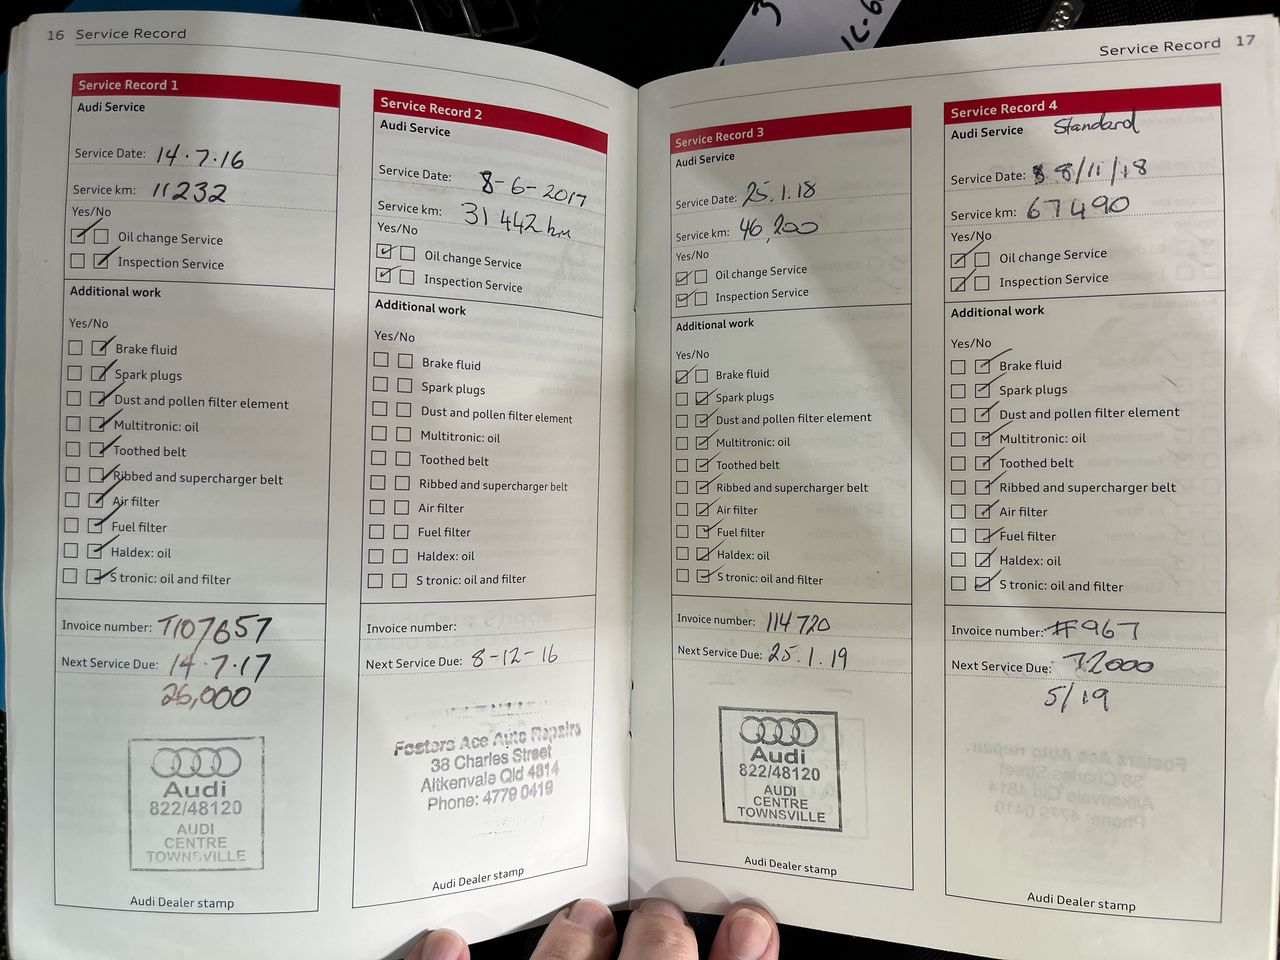 16 Service Record
Service Record 1
Audi Service
Service Date: 14.7.16
Service km: 11232
Yes/No
Oil change Service
Inspection Service
Additional work
Yes/No
Brake fluid
Spark plugs
Dust and pollen filter element
Multitronic: oil
Toothed belt
Ribbed and supercharger belt
Air filter
Fuel filter
Haldex: oil
S tronic: oil and filter
Invoice number: T107657
Next Service Due: 14.7.17
26,000
Audi
822/48120
AUDI
CENTRE
TOWNSVILLE
Audi Dealer stamp
Service Record 2
Audi Service
Service Date: 8-6-2017
Service km: 31 442 km
Yes/No
Oil change Service
Inspection Service
Additional work
Yes/No
Brake fluid
Spark plugs
Dust and pollen filter element
Multitronic: oil
Toothed belt
Ribbed and supercharger belt
Air filter
Fuel filter
Haldex: oil
S tronic: oil and filter
Invoice number:
Next Service Due: 8-12-16
Fosters Ace Auto Repairs
38 Charles Street
Aitkenvale Qld 4814
Phone: 4779 0419
Audi Dealer stamp
Service Record 17
Service Record 3
Audi Service
Service Date: 25.1.18
Service km: 46,200
Yes/No
Oil change Service
Inspection Service
Additional work
Yes/No
Brake fluid
Spark plugs
Dust and pollen filter element
Multitronic: oil
Toothed belt
Ribbed and supercharger belt
Air filter
Fuel filter
Haldex: oil
S tronic: oil and filter
Invoice number: 114720
Next Service Due: 25.1.19
Audi
822/48120
AUDI
CENTRE
TOWNSVILLE
Audi Dealer stamp
Service Record 4
Audi Service Standard
Service Date: 8/11/18
Service km: 67490
Yes/No
Oil change Service
Inspection Service
Additional work
Yes/No
Brake fluid
Spark plugs
Dust and pollen filter element
Multitronic: oil
Toothed belt
Ribbed and supercharger belt
Air filter
Fuel filter
Haldex: oil
S tronic: oil and filter
Invoice number: #967
Next Service Due: 72000
5/19
Audi Dealer stamp